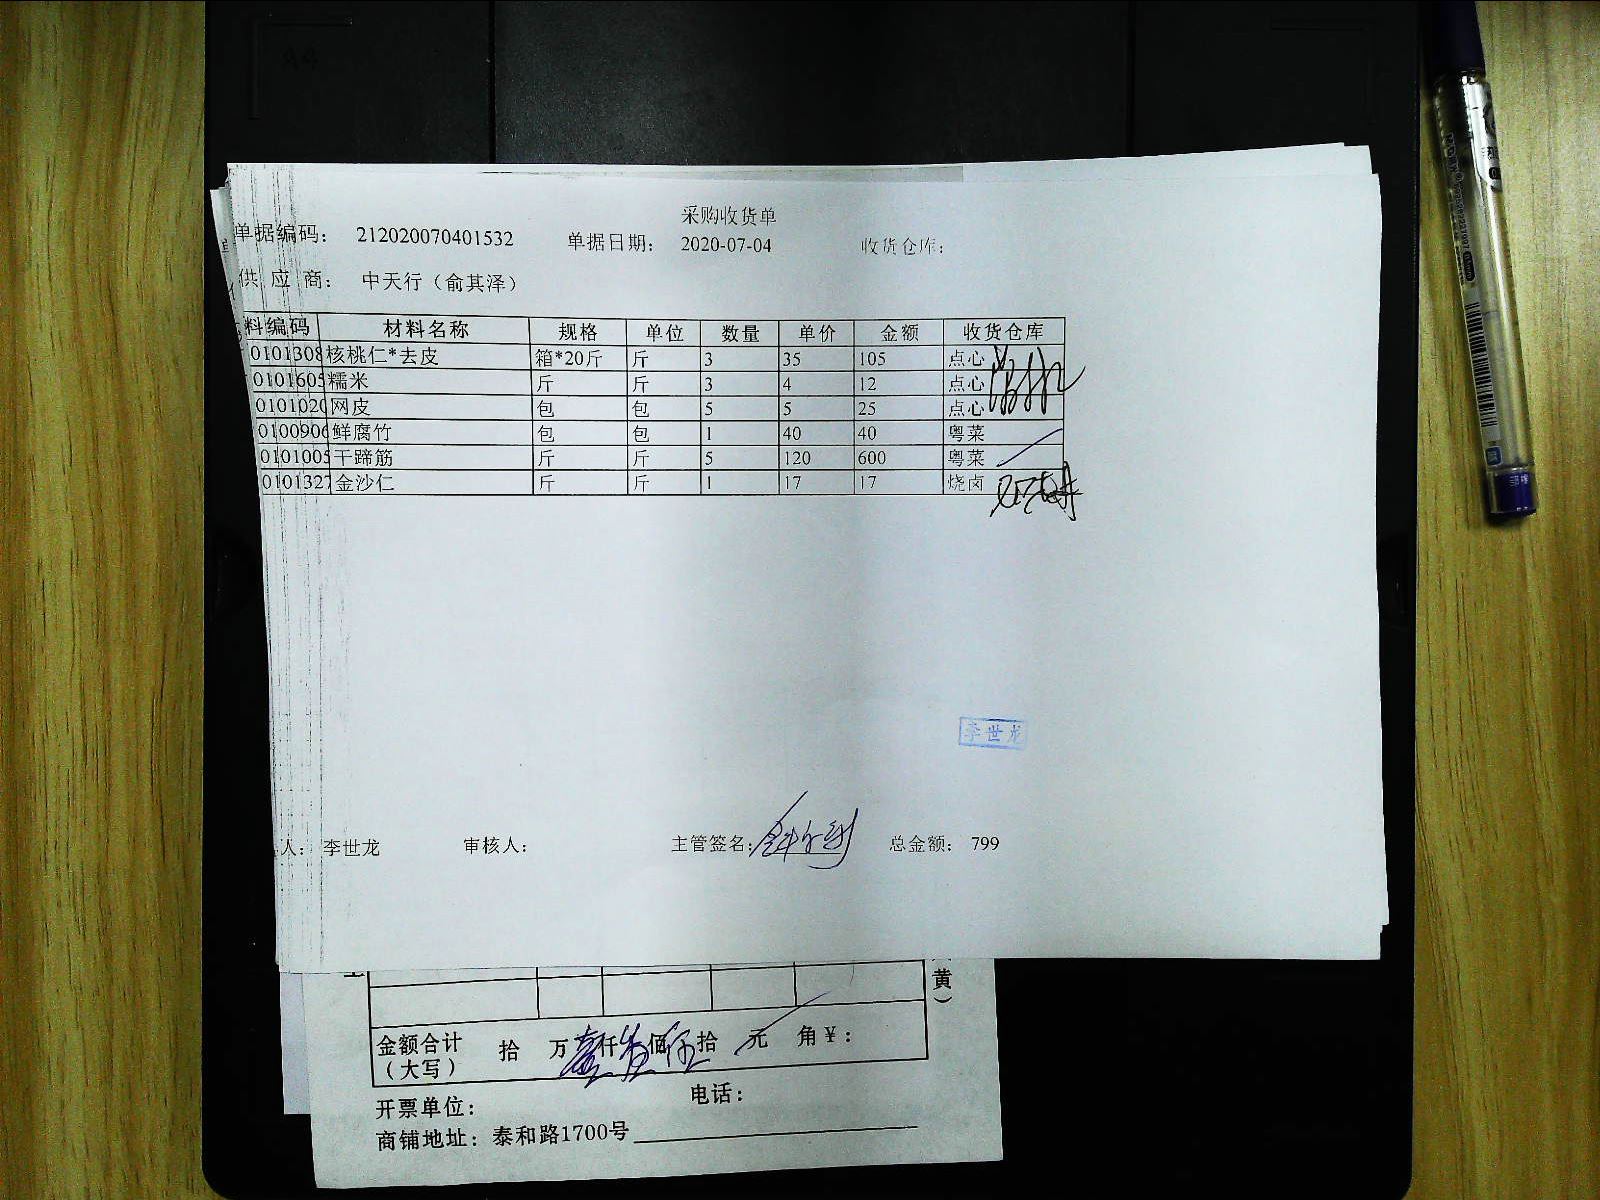 采购收货单
单据编码： 212020070401532 单据日期： 2020-07-04 收货仓库：
供 应 商： 中天行（俞其泽）
料编码 材料名称 规格 单位 数量 单价 金额 收货仓库
0101308 核桃仁*去皮 箱*20斤 斤 3 35 105 点心
0101605 糯米 斤 斤 3 4 12 点心
0101020 网皮 包 包 5 5 25 点心
0100906 鲜腐竹 包 包 1 40 40 粤菜
0101005 干蹄筋 斤 斤 5 120 600 粤菜
0101327 金沙仁 斤 斤 1 17 17 烧卤
李世龙
人： 李世龙 审核人： 主管签名： 总金额： 799
黄）
金额合计（大写） 拾 万 仟 佰 拾 元 角￥：
开票单位： 电话：
商铺地址：泰和路1700号